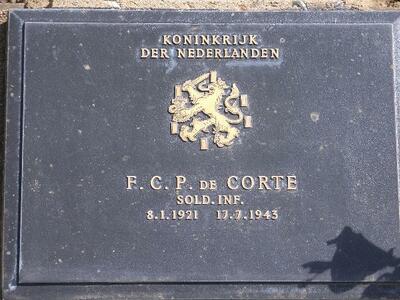 KONINKRIJK
DER NEDERLANDEN
F. C. P. DE CORTE
SOLD. INF.
8.1.1921 17.7.1943